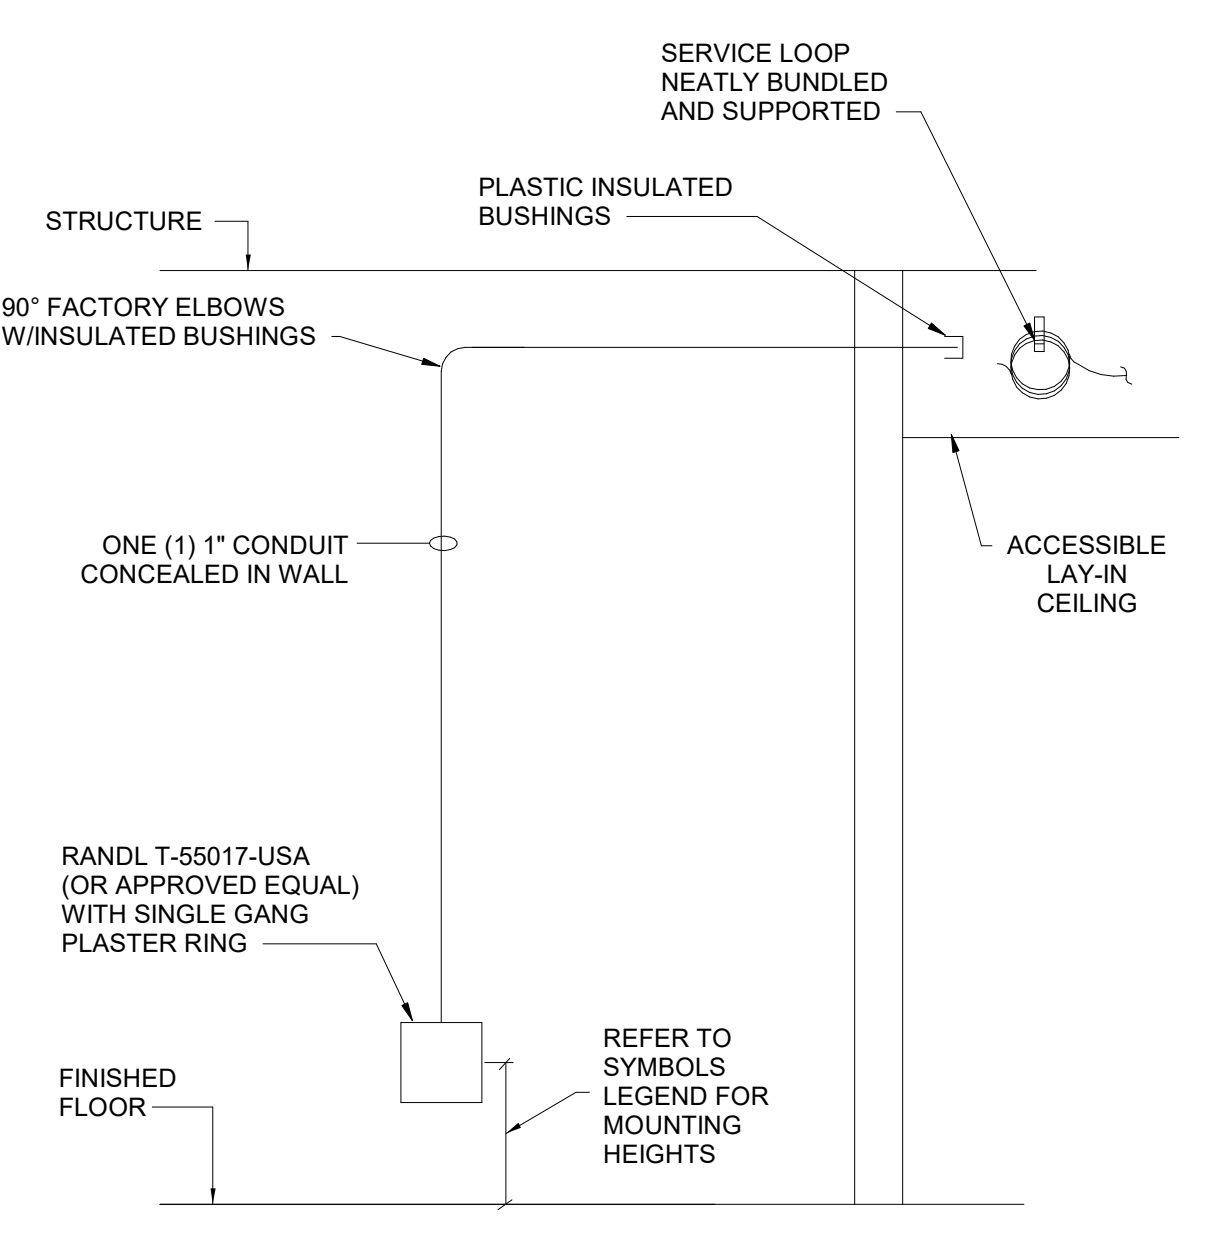 SERVICE LOOP
NEATLY BUNDLED
AND SUPPORTED
PLASTIC INSULATED
BUSHINGS
STRUCTURE
90° FACTORY ELBOWS
W/INSULATED BUSHINGS
ONE (1) 1" CONDUIT
CONCEALED IN WALL
ACCESSIBLE
LAY-IN
CEILING
RANDL T-55017-USA
(OR APPROVED EQUAL)
WITH SINGLE GANG
PLASTER RING
REFER TO
SYMBOLS
LEGEND FOR
MOUNTING
HEIGHTS
FINISHED
FLOOR